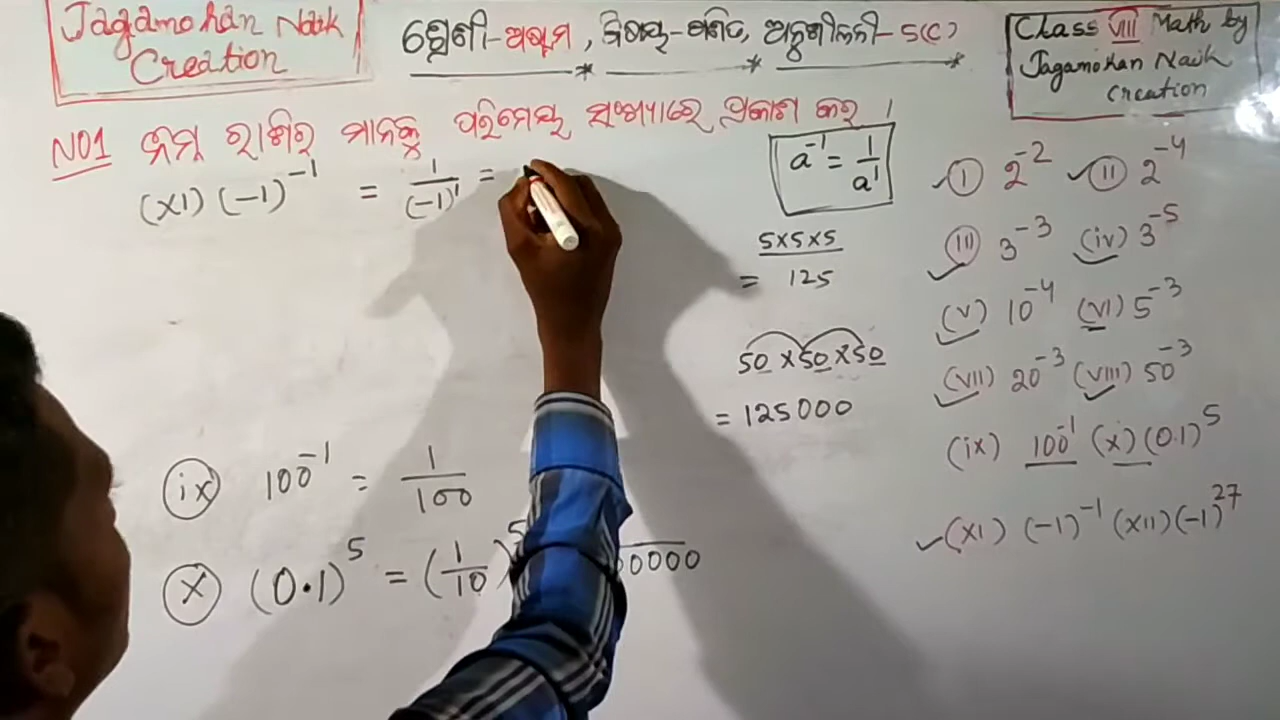 Jagamohan Naik
Creation
ଶ୍ରେଣୀ-ଅଷ୍ଟମ, ବିଷୟ-ଗଣିତ, ଅନୁଶୀଳନୀ-5(C)
Class VIII Math by
Jagamohan Naik
Creation
NO1 ନିମ୍ନ ରାଶିର ମାନକୁ ପରିମେୟ ସଂଖ୍ୟାରେ ପ୍ରକାଶ କର ।
(XI) (-1)⁻¹ = 1/(-1)¹ =
a⁻¹ = 1/a¹
(I) 2⁻² (II) 2⁻⁴
(III) 3⁻³ (iv) 3⁻⁵
(V) 10⁻⁴ (VI) 5⁻³
(VII) 20⁻³ (VIII) 50⁻³
(ix) 100⁻¹ (x) (0.1)⁵
(XI) (-1)⁻¹ (XII) (-1)²⁷
5x5x5
= 125
50 x 50 x 50
= 125000
(ix) 100⁻¹ = 1/100
(X) (0.1)⁵ = (1/10)⁵